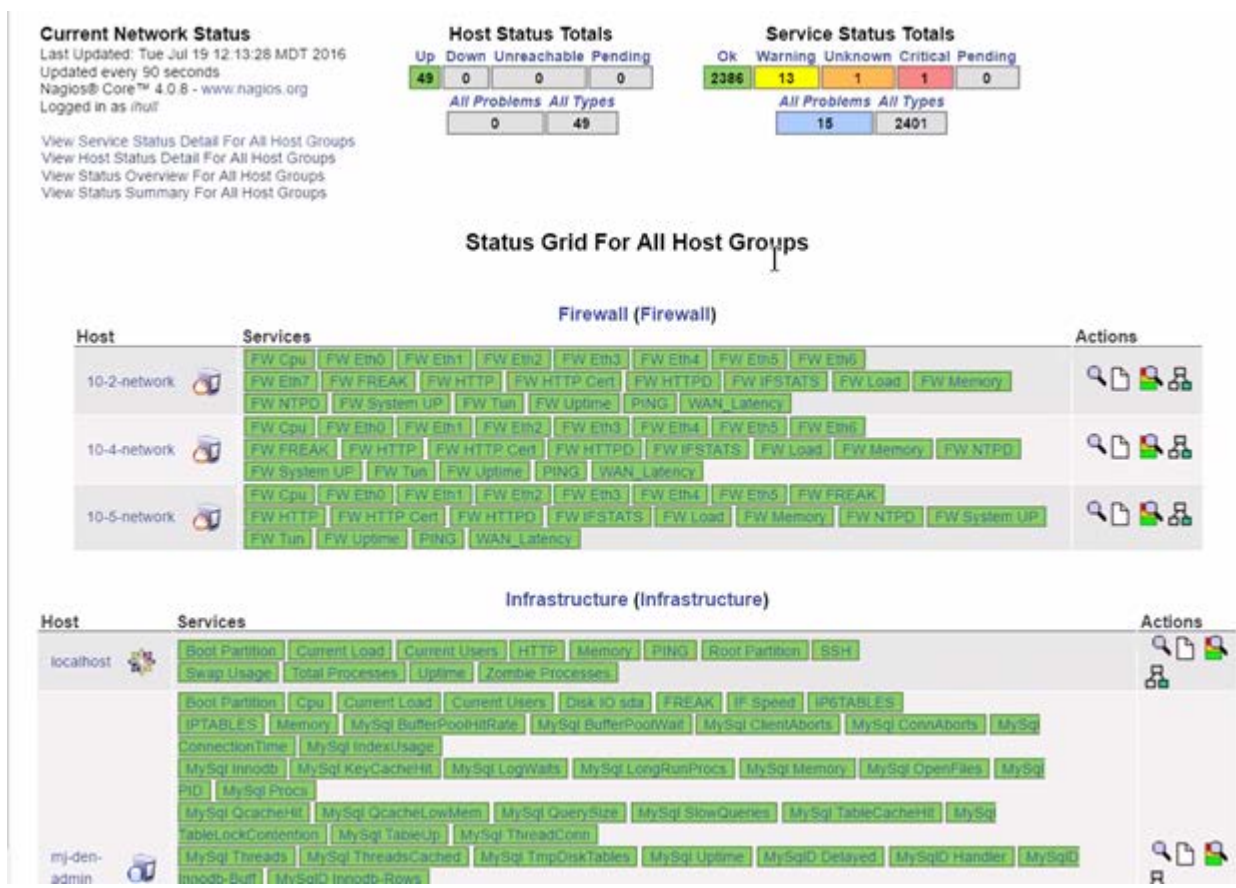 Current Network Status
Last Updated: Tue Jul 19 12:13:28 MDT 2016
Updated every 90 seconds
Nagios® Core™ 4.0.8 - www.nagios.org
Logged in as ihull
View Service Status Detail For All Host Groups
View Host Status Detail For All Host Groups
View Status Overview For All Host Groups
View Status Summary For All Host Groups
Host Status Totals
Up Down Unreachable Pending
49 0 0 0
All Problems All Types
0 49
Service Status Totals
Ok Warning Unknown Critical Pending
2386 13 1 1 0
All Problems All Types
15 2401
Status Grid For All Host Groups
Firewall (Firewall)
Host Services Actions
10-2-network
FW Cpu FW Eth0 FW Eth1 FW Eth2 FW Eth3 FW Eth4 FW Eth5 FW Eth6
FW Eth7 FW FREAK FW HTTP FW HTTP Cert FW HTTPD FW IFSTATS FW Load FW Memory
FW NTPD FW System UP FW Tun FW Uptime PING WAN_Latency
10-4-network
FW Cpu FW Eth0 FW Eth1 FW Eth2 FW Eth3 FW Eth4 FW Eth5 FW Eth6
FW FREAK FW HTTP FW HTTP Cert FW HTTPD FW IFSTATS FW Load FW Memory FW NTPD
FW System UP FW Tun FW Uptime PING WAN_Latency
10-5-network
FW Cpu FW Eth0 FW Eth1 FW Eth2 FW Eth3 FW Eth4 FW Eth5 FW FREAK
FW HTTP FW HTTP Cert FW HTTPD FW IFSTATS FW Load FW Memory FW NTPD FW System UP
FW Tun FW Uptime PING WAN_Latency
Infrastructure (Infrastructure)
Host Services Actions
localhost
Boot Partition Current Load Current Users HTTP Memory PING Root Partition SSH
Swap Usage Total Processes Uptime Zombie Processes
mj-den-
admin
Boot Partition Cpu Current Load Current Users Disk IO sda FREAK IF Speed IP6TABLES
IPTABLES Memory MySql BufferPoolHitRate MySql BufferPoolWait MySql ClientAborts MySql ConnAborts MySql
ConnectionTime MySql IndexUsage
MySql Innodb MySql KeyCacheHit MySql LogWaits MySql LongRunProcs MySql Memory MySql OpenFiles MySql
PID MySql Procs
MySql QcacheHit MySql QcacheLowMem MySql QuerySize MySql SlowQueries MySql TableCacheHit MySql
TableLockContention MySql TableUp MySql ThreadConn
MySql Threads MySql ThreadsCached MySql TmpDiskTables MySql Uptime MySqlD Delayed MySqlD Handler MySqlD
Innodb-Buff MySqlD Innodb-Rows